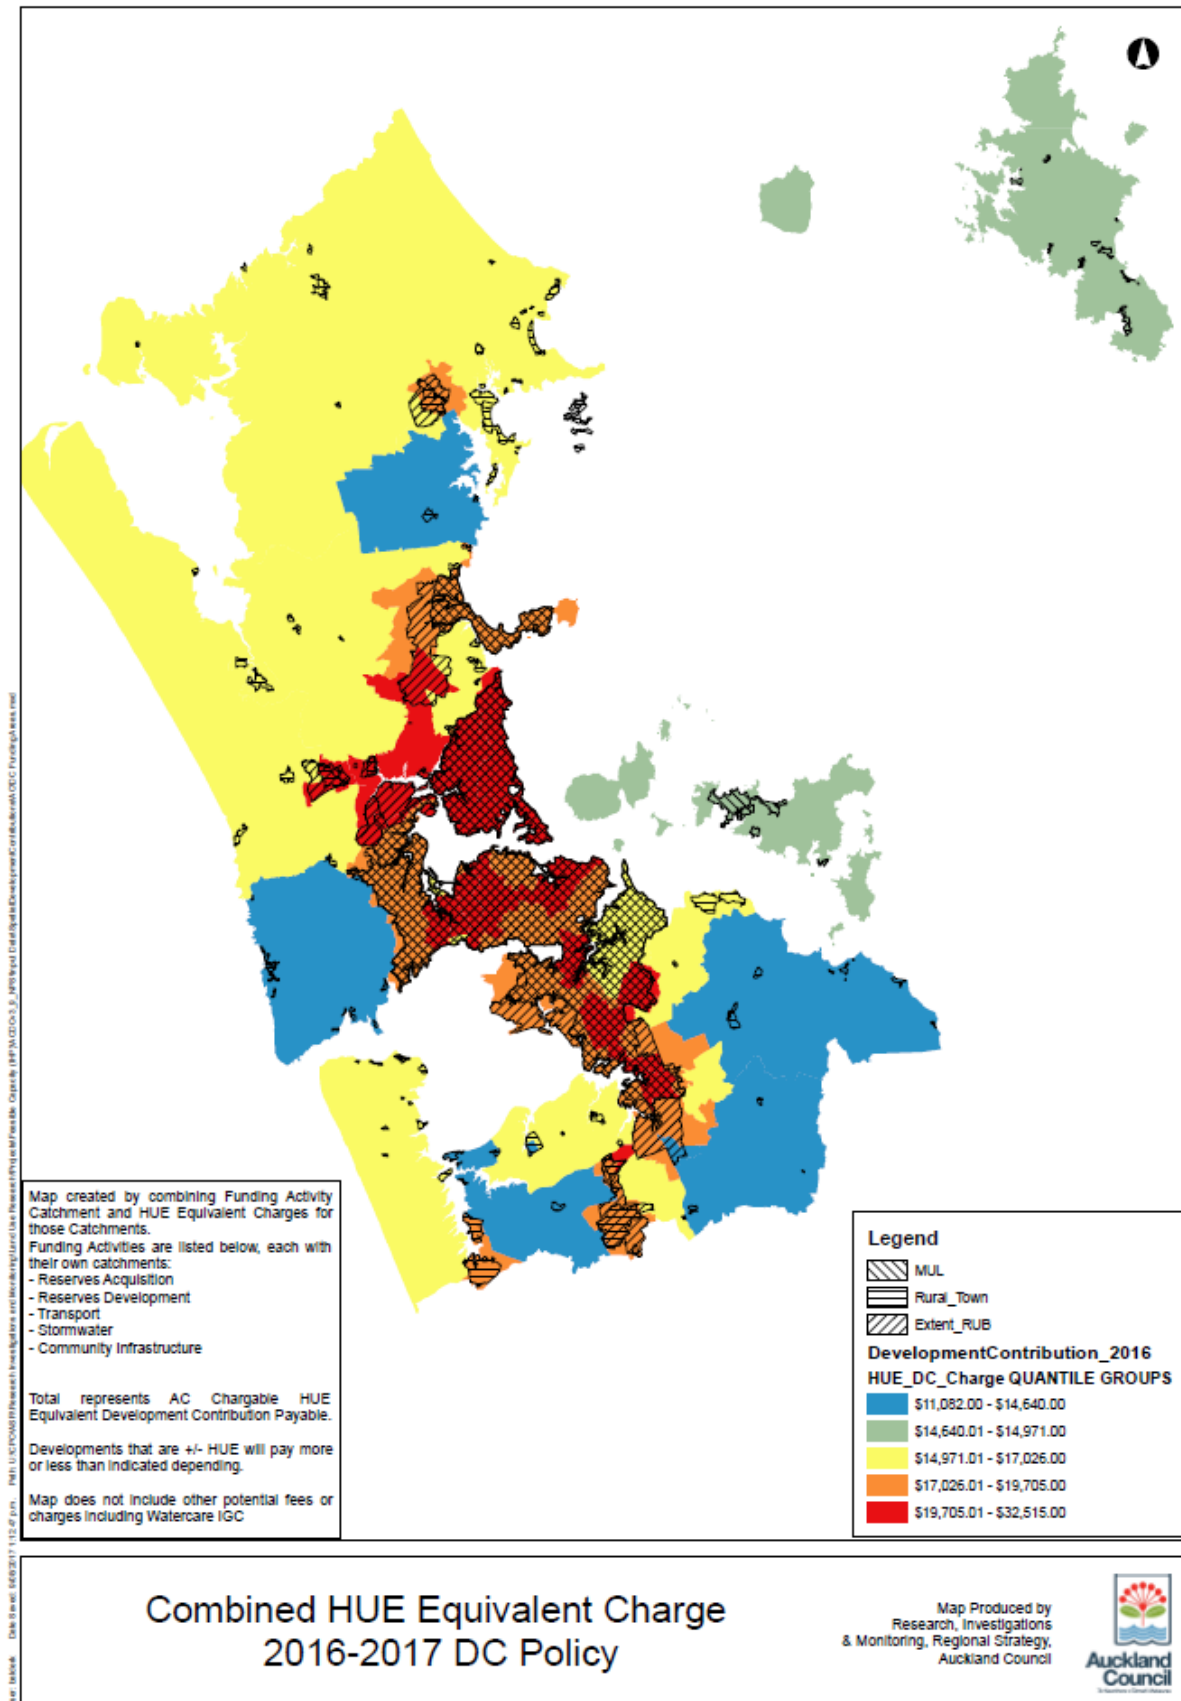 Map created by combining Funding Activity
Catchment and HUE Equivalent Charges for
those Catchments.
Funding Activities are listed below, each with
their own catchments:
- Reserves Acquisition
- Reserves Development
- Transport
- Stormwater
- Community Infrastructure
Total represents AC Chargable HUE
Equivalent Development Contribution Payable.
Developments that are +/- HUE will pay more
or less than indicated depending.
Map does not include other potential fees or
charges including Watercare IGC
Legend
MUL
Rural_Town
Extent_RUB
DevelopmentContribution_2016
HUE_DC_Charge QUANTILE GROUPS
$11,082.00 - $14,640.00
$14,640.01 - $14,971.00
$14,971.01 - $17,026.00
$17,026.01 - $19,705.00
$19,705.01 - $32,515.00
Combined HUE Equivalent Charge
2016-2017 DC Policy
Map Produced by
Research, Investigations
& Monitoring, Regional Strategy,
Auckland Council
Auckland
Council